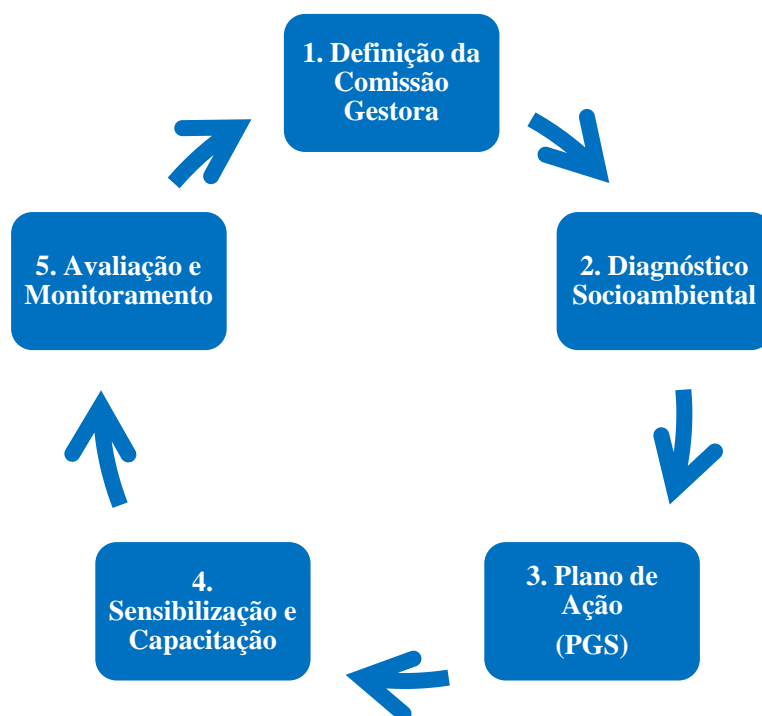 1. Definição da
Comissão
Gestora
2. Diagnóstico
Socioambiental
3. Plano de
Ação
(PGS)
4.
Sensibilização e
Capacitação
5. Avaliação e
Monitoramento